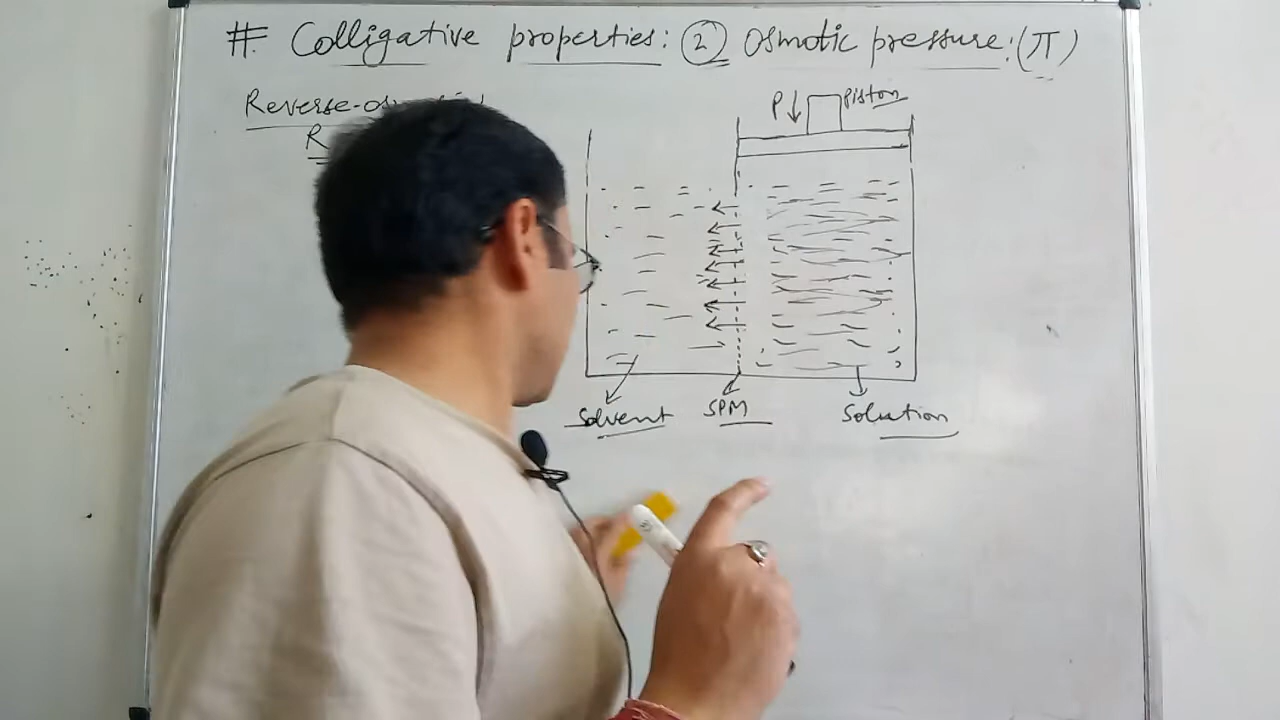 # Colligative properties: ② Osmotic pressure: (π)
Reverse-
R
P↓ piston
Solvent
SPM
Solution